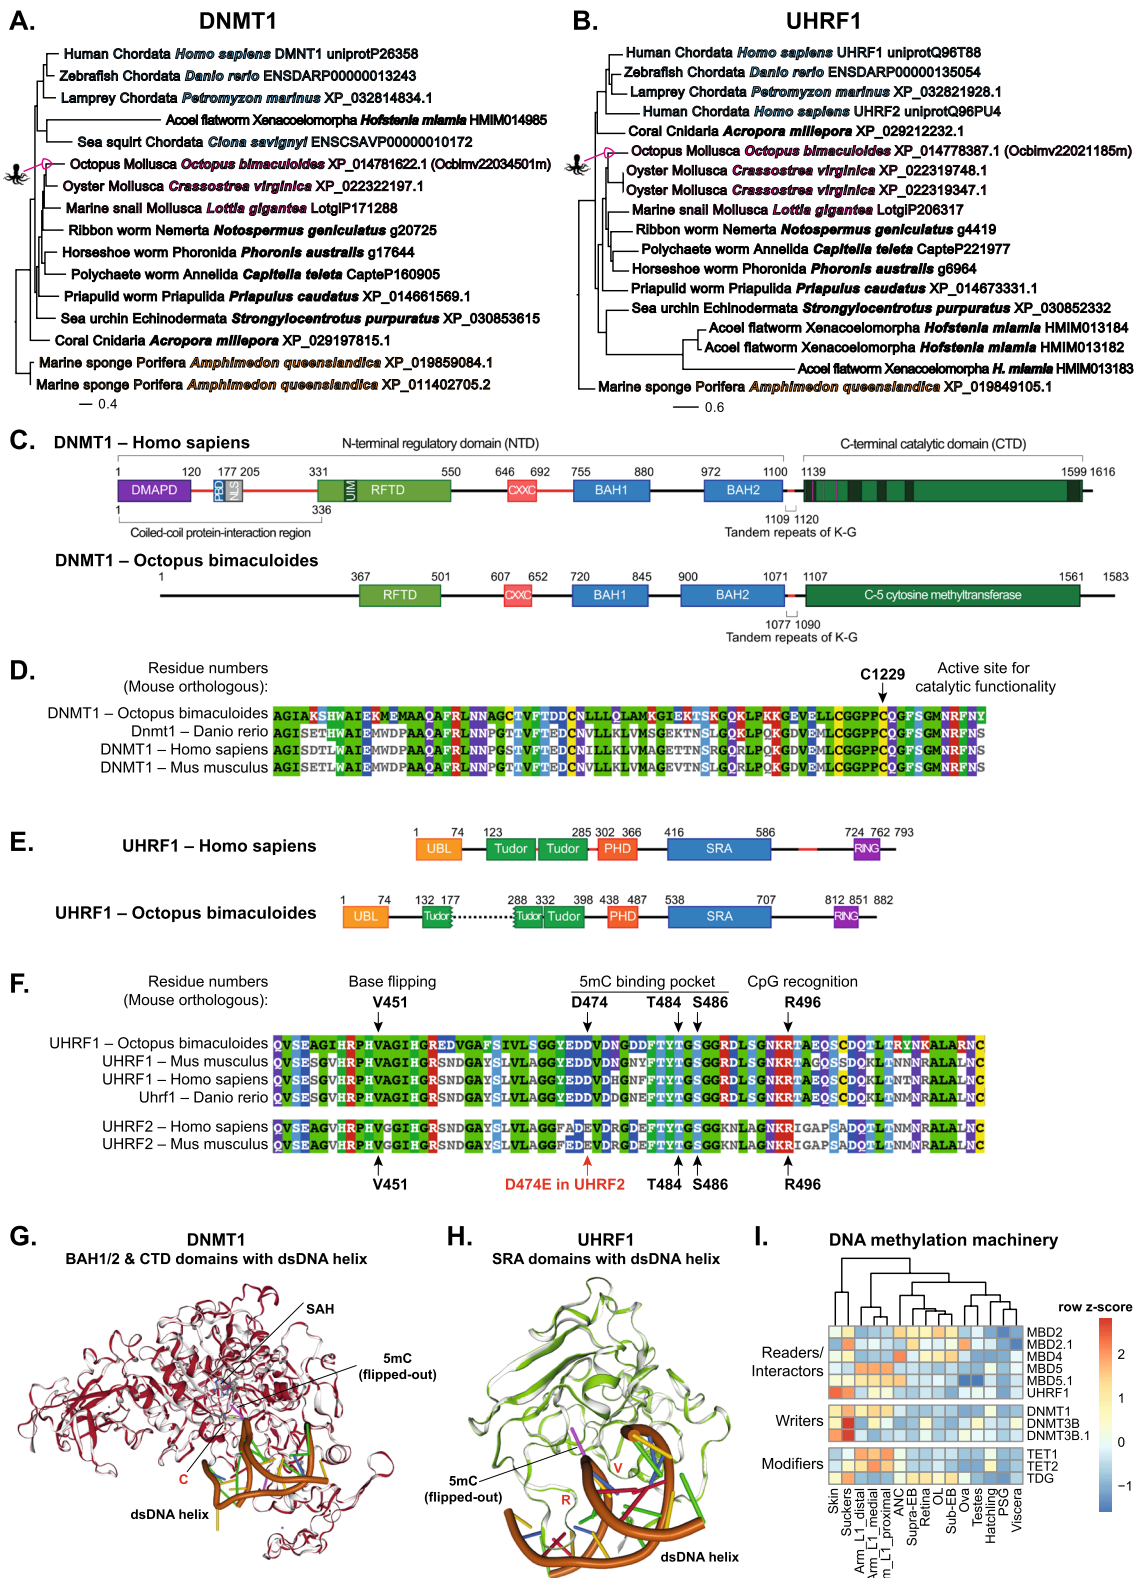 A.
DNMT1
Human Chordata Homo sapiens DMNT1 uniprotP26358
Zebrafish Chordata Danio rerio ENSDARP00000013243
Lamprey Chordata Petromyzon marinus XP_032814834.1
Acoel flatworm Xenacoelomorpha Hofstenia miamia HMIM014985
Sea squirt Chordata Ciona savignyi ENSCSAVP00000010172
Octopus Mollusca Octopus bimaculoides XP_014781622.1 (Ocbimv22034501m)
Oyster Mollusca Crassostrea virginica XP_022322197.1
Marine snail Mollusca Lottia gigantea LotgiP171288
Ribbon worm Nemerta Notospermus geniculatus g20725
Horseshoe worm Phoronida Phoronis australis g17644
Polychaete worm Annelida Capitella teleta CapteP160905
Priapulid worm Priapulida Priapulus caudatus XP_014661569.1
Sea urchin Echinodermata Strongylocentrotus purpuratus XP_030853615
Coral Cnidaria Acropora millepora XP_029197815.1
Marine sponge Porifera Amphimedon queenslandica XP_019859084.1
Marine sponge Porifera Amphimedon queenslandica XP_011402705.2
0.4
B.
UHRF1
Human Chordata Homo sapiens UHRF1 uniprotQ96T88
Zebrafish Chordata Danio rerio ENSDARP00000135054
Lamprey Chordata Petromyzon marinus XP_032821928.1
Human Chordata Homo sapiens UHRF2 uniprotQ96PU4
Coral Cnidaria Acropora millepora XP_029212232.1
Octopus Mollusca Octopus bimaculoides XP_014778387.1 (Ocbimv22021185m)
Oyster Mollusca Crassostrea virginica XP_022319748.1
Oyster Mollusca Crassostrea virginica XP_022319347.1
Marine snail Mollusca Lottia gigantea LotgiP206317
Ribbon worm Nemerta Notospermus geniculatus g4419
Polychaete worm Annelida Capitella teleta CapteP221977
Horseshoe worm Phoronida Phoronis australis g6964
Priapulid worm Priapulida Priapulus caudatus XP_014673331.1
Sea urchin Echinodermata Strongylocentrotus purpuratus XP_030852332
Acoel flatworm Xenacoelomorpha Hofstenia miamia HMIM013184
Acoel flatworm Xenacoelomorpha Hofstenia miamia HMIM013182
Acoel flatworm Xenacoelomorpha H. miamia HMIM013183
Marine sponge Porifera Amphimedon queenslandica XP_019849105.1
0.6
C.
DNMT1 – Homo sapiens
N-terminal regulatory domain (NTD)
C-terminal catalytic domain (CTD)
1 120 177 205 331 550 646 692 755 880 972 1100 1139 1599 1616
DMAPD PBD NLS UIM RFTD CXXC BAH1 BAH2
1 336
Coiled-coil protein-interaction region
1109 1120
Tandem repeats of K-G
DNMT1 – Octopus bimaculoides
1 367 501 607 652 720 845 900 1071 1107 1561 1583
RFTD CXXC BAH1 BAH2 C-5 cytosine methyltransferase
1077 1090
Tandem repeats of K-G
D.
Residue numbers
(Mouse orthologous):
C1229
Active site for
catalytic functionality
DNMT1 – Octopus bimaculoides AGIAKSHWAIEKMEMAAQAFRLNNAGCTVFTDDCNLLLQLAMKGIEKTSKGQKLPKKGEVELLCGGPPCQGFSGMNRFNY
Dnmt1 – Danio rerio AGISETHWAIEMWDPAAQAFRLNNPGTTVFTEDCNVLLKLVMSGEKTNSLGQKLPQKGDVEMLCGGPPCQGFSGMNRFNS
DNMT1 – Homo sapiens AGISDTLWAIEMWDPAAQAFRLNNPGSTVFTEDCNILLKLVMAGETTNSRGQRLPQKGDVEMLCGGPPCQGFSGMNRFNS
DNMT1 – Mus musculus AGISETLWAIEMWDPAAQAFRLNNPGTTVFTEDCNVLLKLVMAGEVTNSLGQRLPQKGDVEMLCGGPPCQGFSGMNRFNS
E.
UHRF1 – Homo sapiens
1 74 123 285 302 366 416 586 724 762 793
UBL Tudor Tudor PHD SRA RING
UHRF1 – Octopus bimaculoides
1 74 132 177 288 332 398 438 487 538 707 812 851 882
UBL Tudor Tudor Tudor PHD SRA RING
F.
Residue numbers
(Mouse orthologous):
Base flipping
V451
5mC binding pocket
D474 T484 S486
CpG recognition
R496
UHRF1 – Octopus bimaculoides QVSEAGIHRPHVAGIHGREDVGAFSIVLSGGYEDDVDNGDDFTYTGSGGRDLSGNKRTAEQSCDQTLTRYNKALARNC
UHRF1 – Mus musculus QVSESGVHRPHVAGIHGRSNDGAYSLVLAGGYEDDVDNGNYFTYTGSGGRDLSGNKRTAGQSSDQKLTNNNRALALNC
UHRF1 – Homo sapiens QVSESGVHRPHVAGIHGRSNDGAYSLVLAGGYEDDVDHGNFFTYTGSGGRDLSGNKRTAEQSCDQKLTNTNRALALNC
Uhrf1 – Danio rerio QVSESGVHRPHVAGIHGRSNDGAYSLVLAGGYEDDVDDGNEFTYTGSGGRDLSGNKRTAEQSCDQKLTNMNRALALNC
UHRF2 – Homo sapiens QVSEAGVHRPHVGGIHGRSNDGAYSLVLAGGFADEVDRGDEFTYTGSGGKNLAGNKRIGAPSADQTLTNMNRALALNC
UHRF2 – Mus musculus QVSEAGVHRPHVGGIHGRSNDGAYSLVLAGGFEDEVDRGDEFTYTGSGGKNLAGNKRIGAPSADQTLTNMNRALALNC
V451
D474E in UHRF2
T484 S486
R496
G.
DNMT1
BAH1/2 & CTD domains with dsDNA helix
SAH
5mC
(flipped-out)
C
dsDNA helix
H.
UHRF1
SRA domains with dsDNA helix
5mC
(flipped-out)
V
R
dsDNA helix
I.
DNA methylation machinery
row z-score
2
1
0
−1
Readers/
Interactors
MBD2
MBD2.1
MBD4
MBD5
MBD5.1
UHRF1
Writers
DNMT1
DNMT3B
DNMT3B.1
Modifiers
TET1
TET2
TDG
Skin
Suckers
Arm_L1_distal
Arm_L1_medial
m_L1_proximal
ANC
Supra-EB
Retina
OL
Sub-EB
Ova
Testes
Hatchling
PSG
Viscera